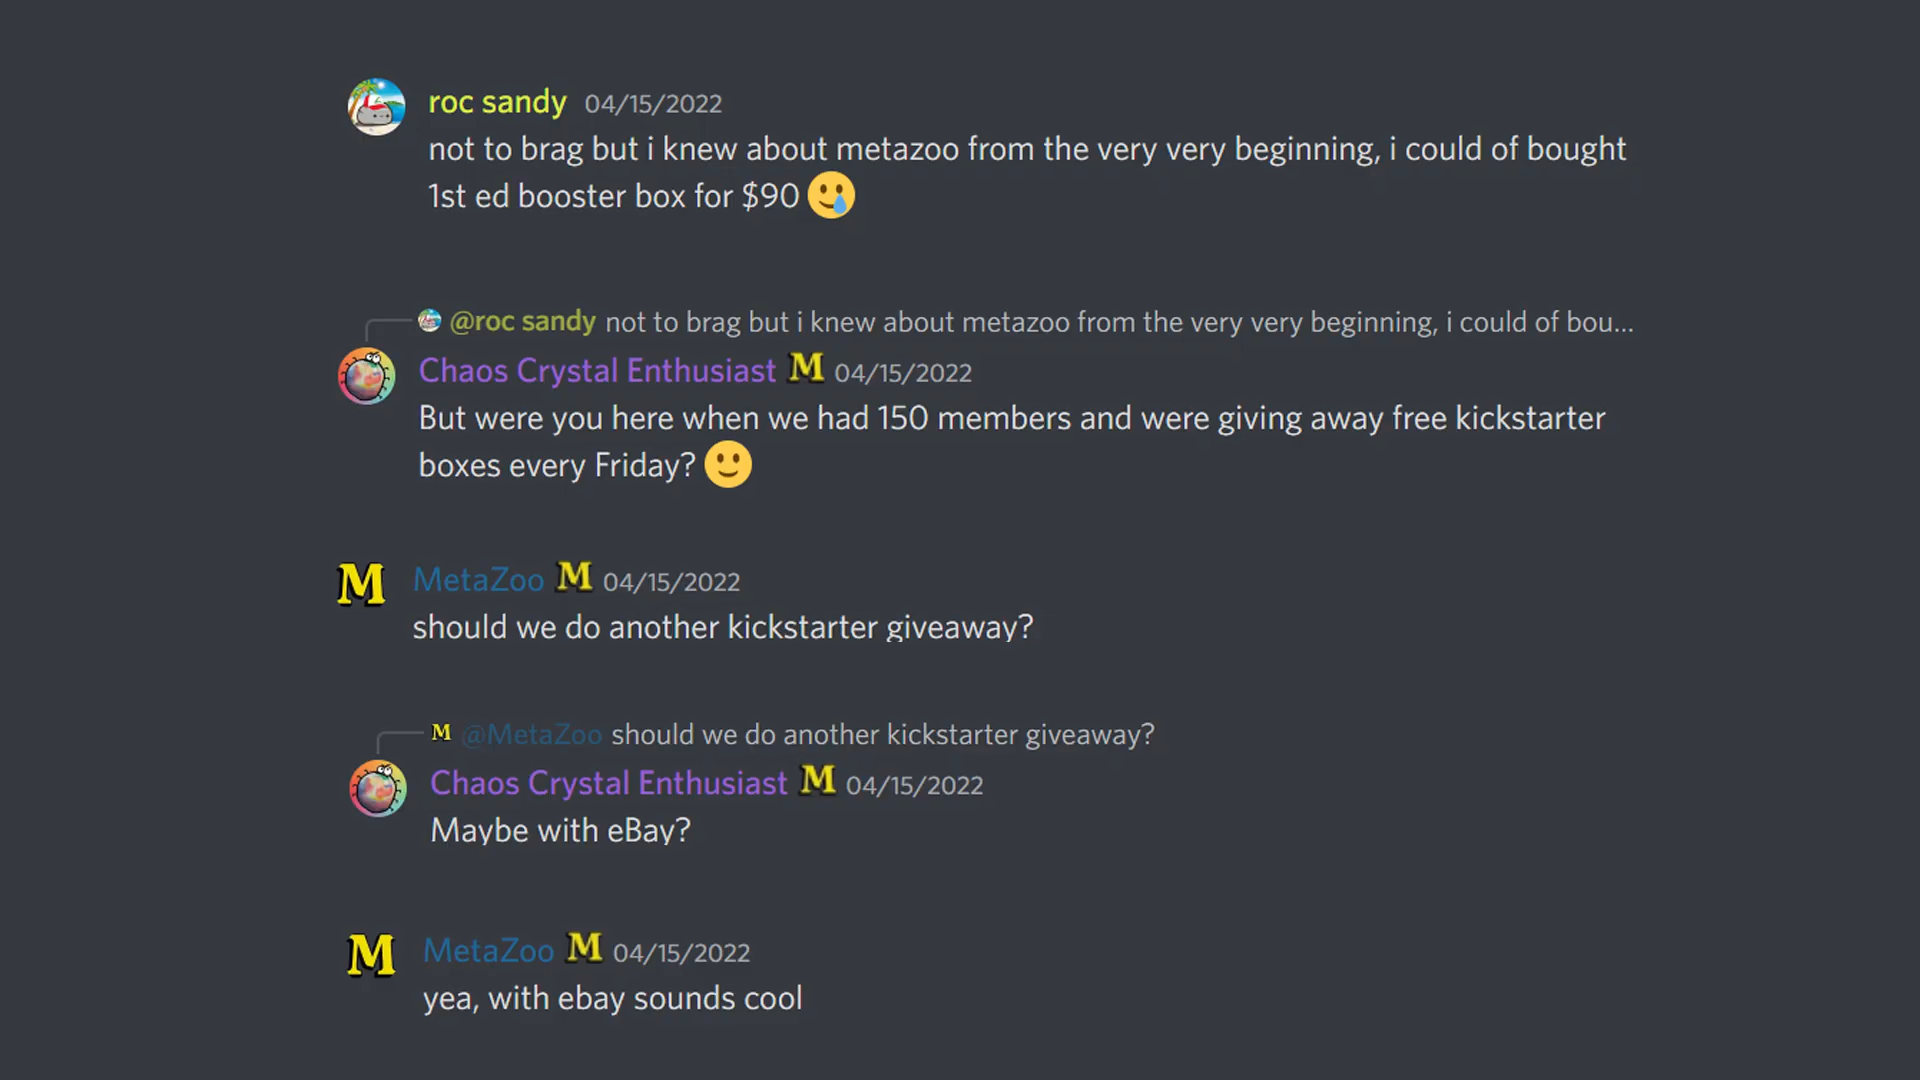 roc sandy 04/15/2022
not to brag but i knew about metazoo from the very very beginning, i could of bought
1st ed booster box for $90 🥲
@roc sandy not to brag but i knew about metazoo from the very very beginning, i could of bou...
Chaos Crystal Enthusiast M 04/15/2022
But were you here when we had 150 members and were giving away free kickstarter
boxes every Friday? 🙂
M
MetaZoo M 04/15/2022
should we do another kickstarter giveaway?
M @MetaZoo should we do another kickstarter giveaway?
Chaos Crystal Enthusiast M 04/15/2022
Maybe with eBay?
M
MetaZoo M 04/15/2022
yea, with ebay sounds cool